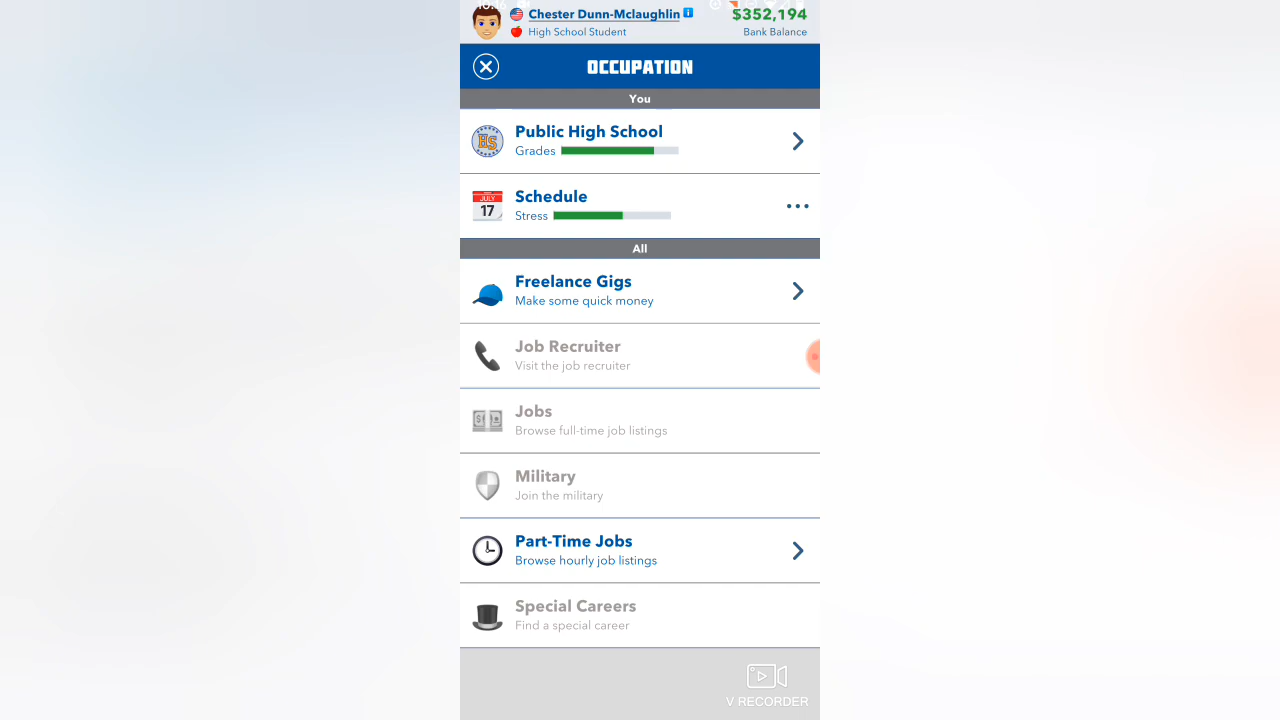 Chester Dunn-Mclaughlin
$352,194
High School Student
Bank Balance
OCCUPATION
You
HS
Public High School
Grades
JULY
17
Schedule
Stress
All
Freelance Gigs
Make some quick money
Job Recruiter
Visit the job recruiter
Jobs
Browse full-time job listings
Military
Join the military
Part-Time Jobs
Browse hourly job listings
Special Careers
Find a special career
V RECORDER